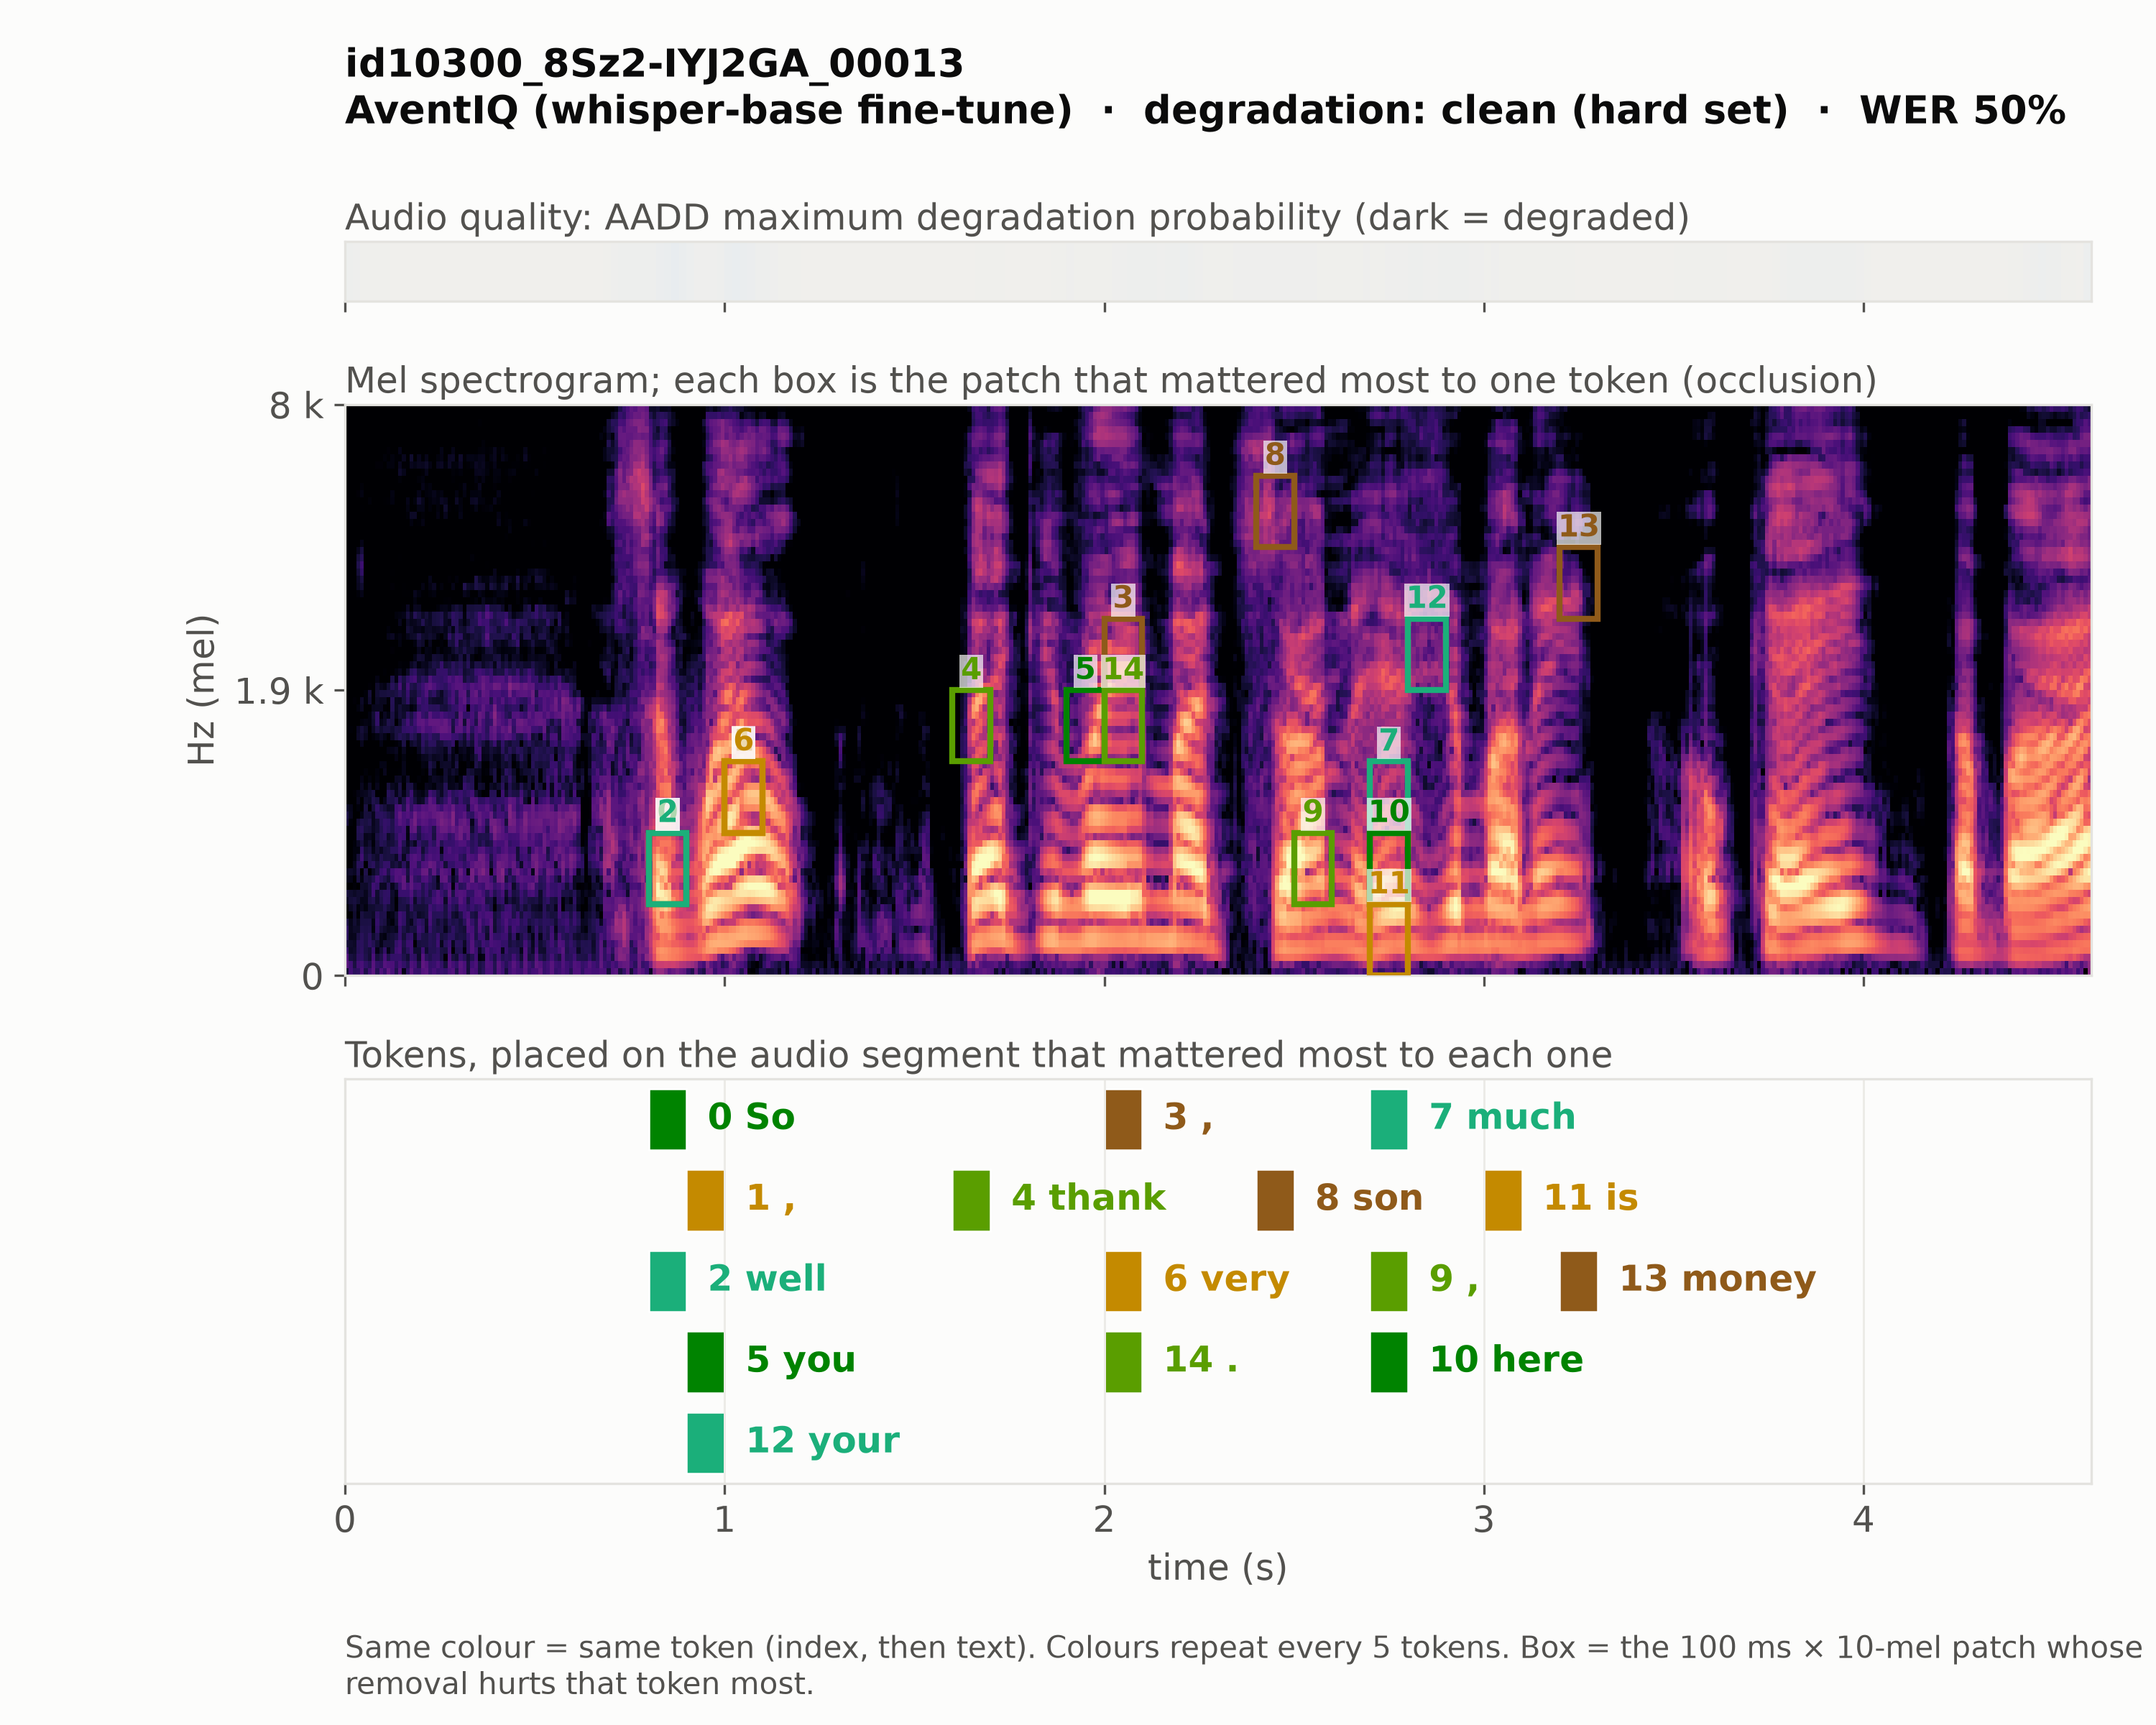 id10300_8Sz2-IYJ2GA_00013
AventIQ (whisper-base fine-tune) · degradation: clean (hard set) · WER 50%
Audio quality: AADD maximum degradation probability (dark = degraded)
Mel spectrogram; each box is the patch that mattered most to one token (occlusion)
8 k
1.9 k
0
Hz (mel)
8
13
3
12
4
5
14
6
7
2
9
10
11
Tokens, placed on the audio segment that mattered most to each one
0 So
3 ,
7 much
1 ,
4 thank
8 son
11 is
2 well
6 very
9 ,
13 money
5 you
14 .
10 here
12 your
0 1 2 3 4
time (s)
Same colour = same token (index, then text). Colours repeat every 5 tokens. Box = the 100 ms × 10-mel patch whose
removal hurts that token most.